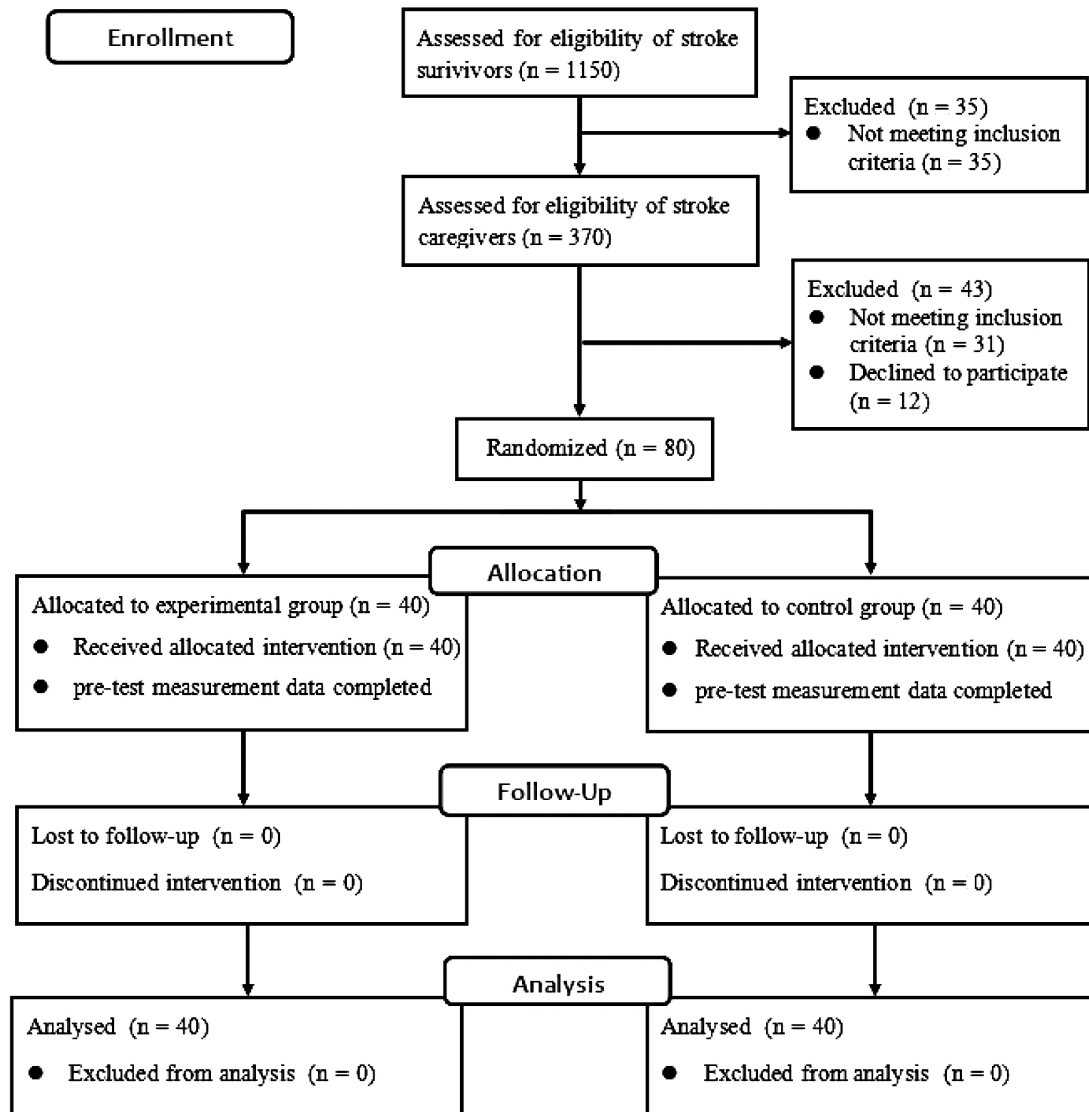 Enrollment
Assessed for eligibility of stroke
surivivors (n = 1150)
Excluded (n = 35)
● Not meeting inclusion
criteria (n = 35)
Assessed for eligibility of stroke
caregivers (n = 370)
Excluded (n = 43)
● Not meeting inclusion
criteria (n = 31)
● Declined to participate
(n = 12)
Randomized (n = 80)
Allocation
Allocated to experimental group (n = 40)
● Received allocated intervention (n = 40)
● pre-test measurement data completed
Allocated to control group (n = 40)
● Received allocated intervention (n = 40)
● pre-test measurement data completed
Follow-Up
Lost to follow-up (n = 0)
Discontinued intervention (n = 0)
Lost to follow-up (n = 0)
Discontinued intervention (n = 0)
Analysis
Analysed (n = 40)
● Excluded from analysis (n = 0)
Analysed (n = 40)
● Excluded from analysis (n = 0)